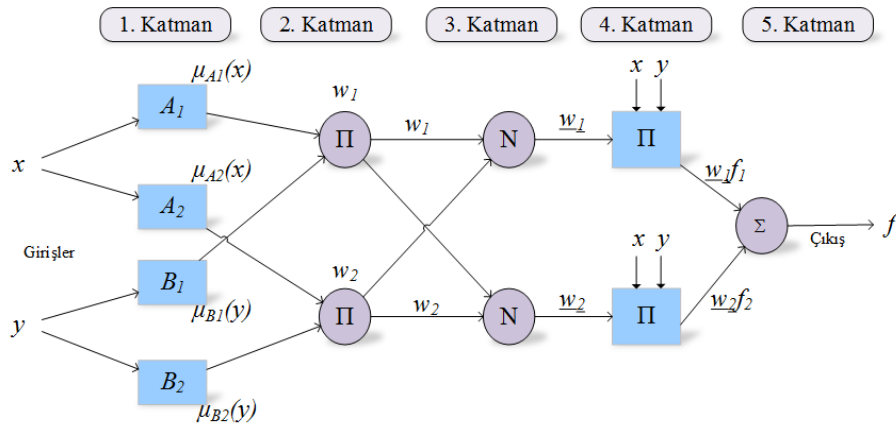 1. Katman 2. Katman 3. Katman 4. Katman 5. Katman
μA1(x)
x y
w1
A1
Π
w1
N
w1
Π
x
μA2(x)
w1f1
A2
Σ
f
Girişler
Çıkış
x y
B1
w2
w2f2
μB1(y)
y
Π
w2
N
w2
Π
B2
μB2(y)